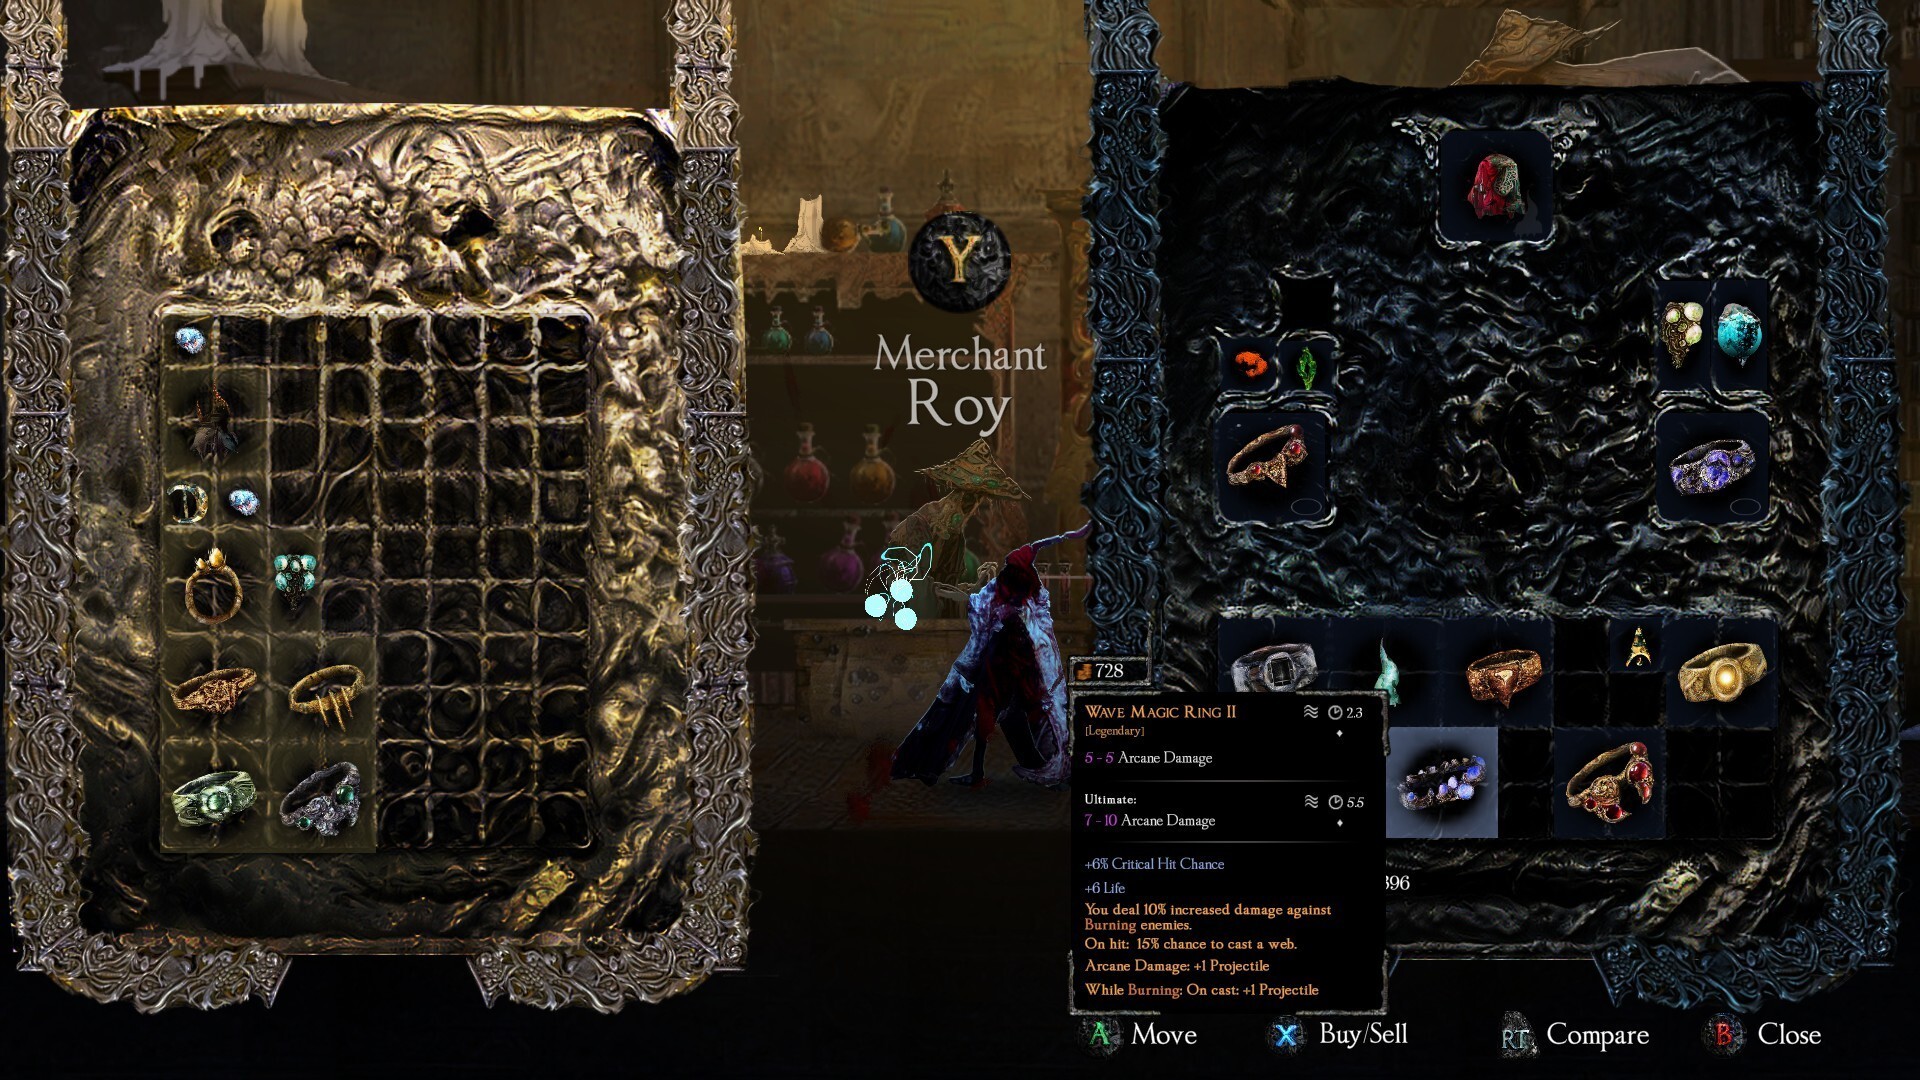 Y
Merchant
Roy
728
Wave Magic Ring II
2.3
[Legendary]
5 - 5 Arcane Damage
Ultimate:
5.5
7 - 10 Arcane Damage
+6% Critical Hit Chance
+6 Life
You deal 10% increased damage against
Burning enemies.
On hit: 15% chance to cast a web.
Arcane Damage: +1 Projectile
While Burning: On cast: +1 Projectile
396
A Move
X Buy/Sell
RT Compare
B Close